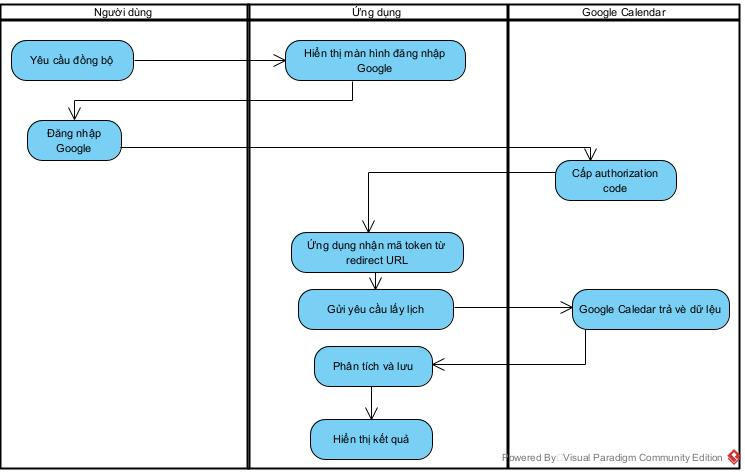 Người dùng
Ứng dụng
Google Calendar
Yêu cầu đồng bộ
Hiển thị màn hình đăng nhập
Google
Đăng nhập
Google
Cấp authorization
code
Ứng dụng nhận mã token từ
redirect URL
Gửi yêu cầu lấy lịch
Google Caledar trả vè dữ lệu
Phân tích và lưu
Hiển thị kết quả
Powered By Visual Paradigm Community Edition